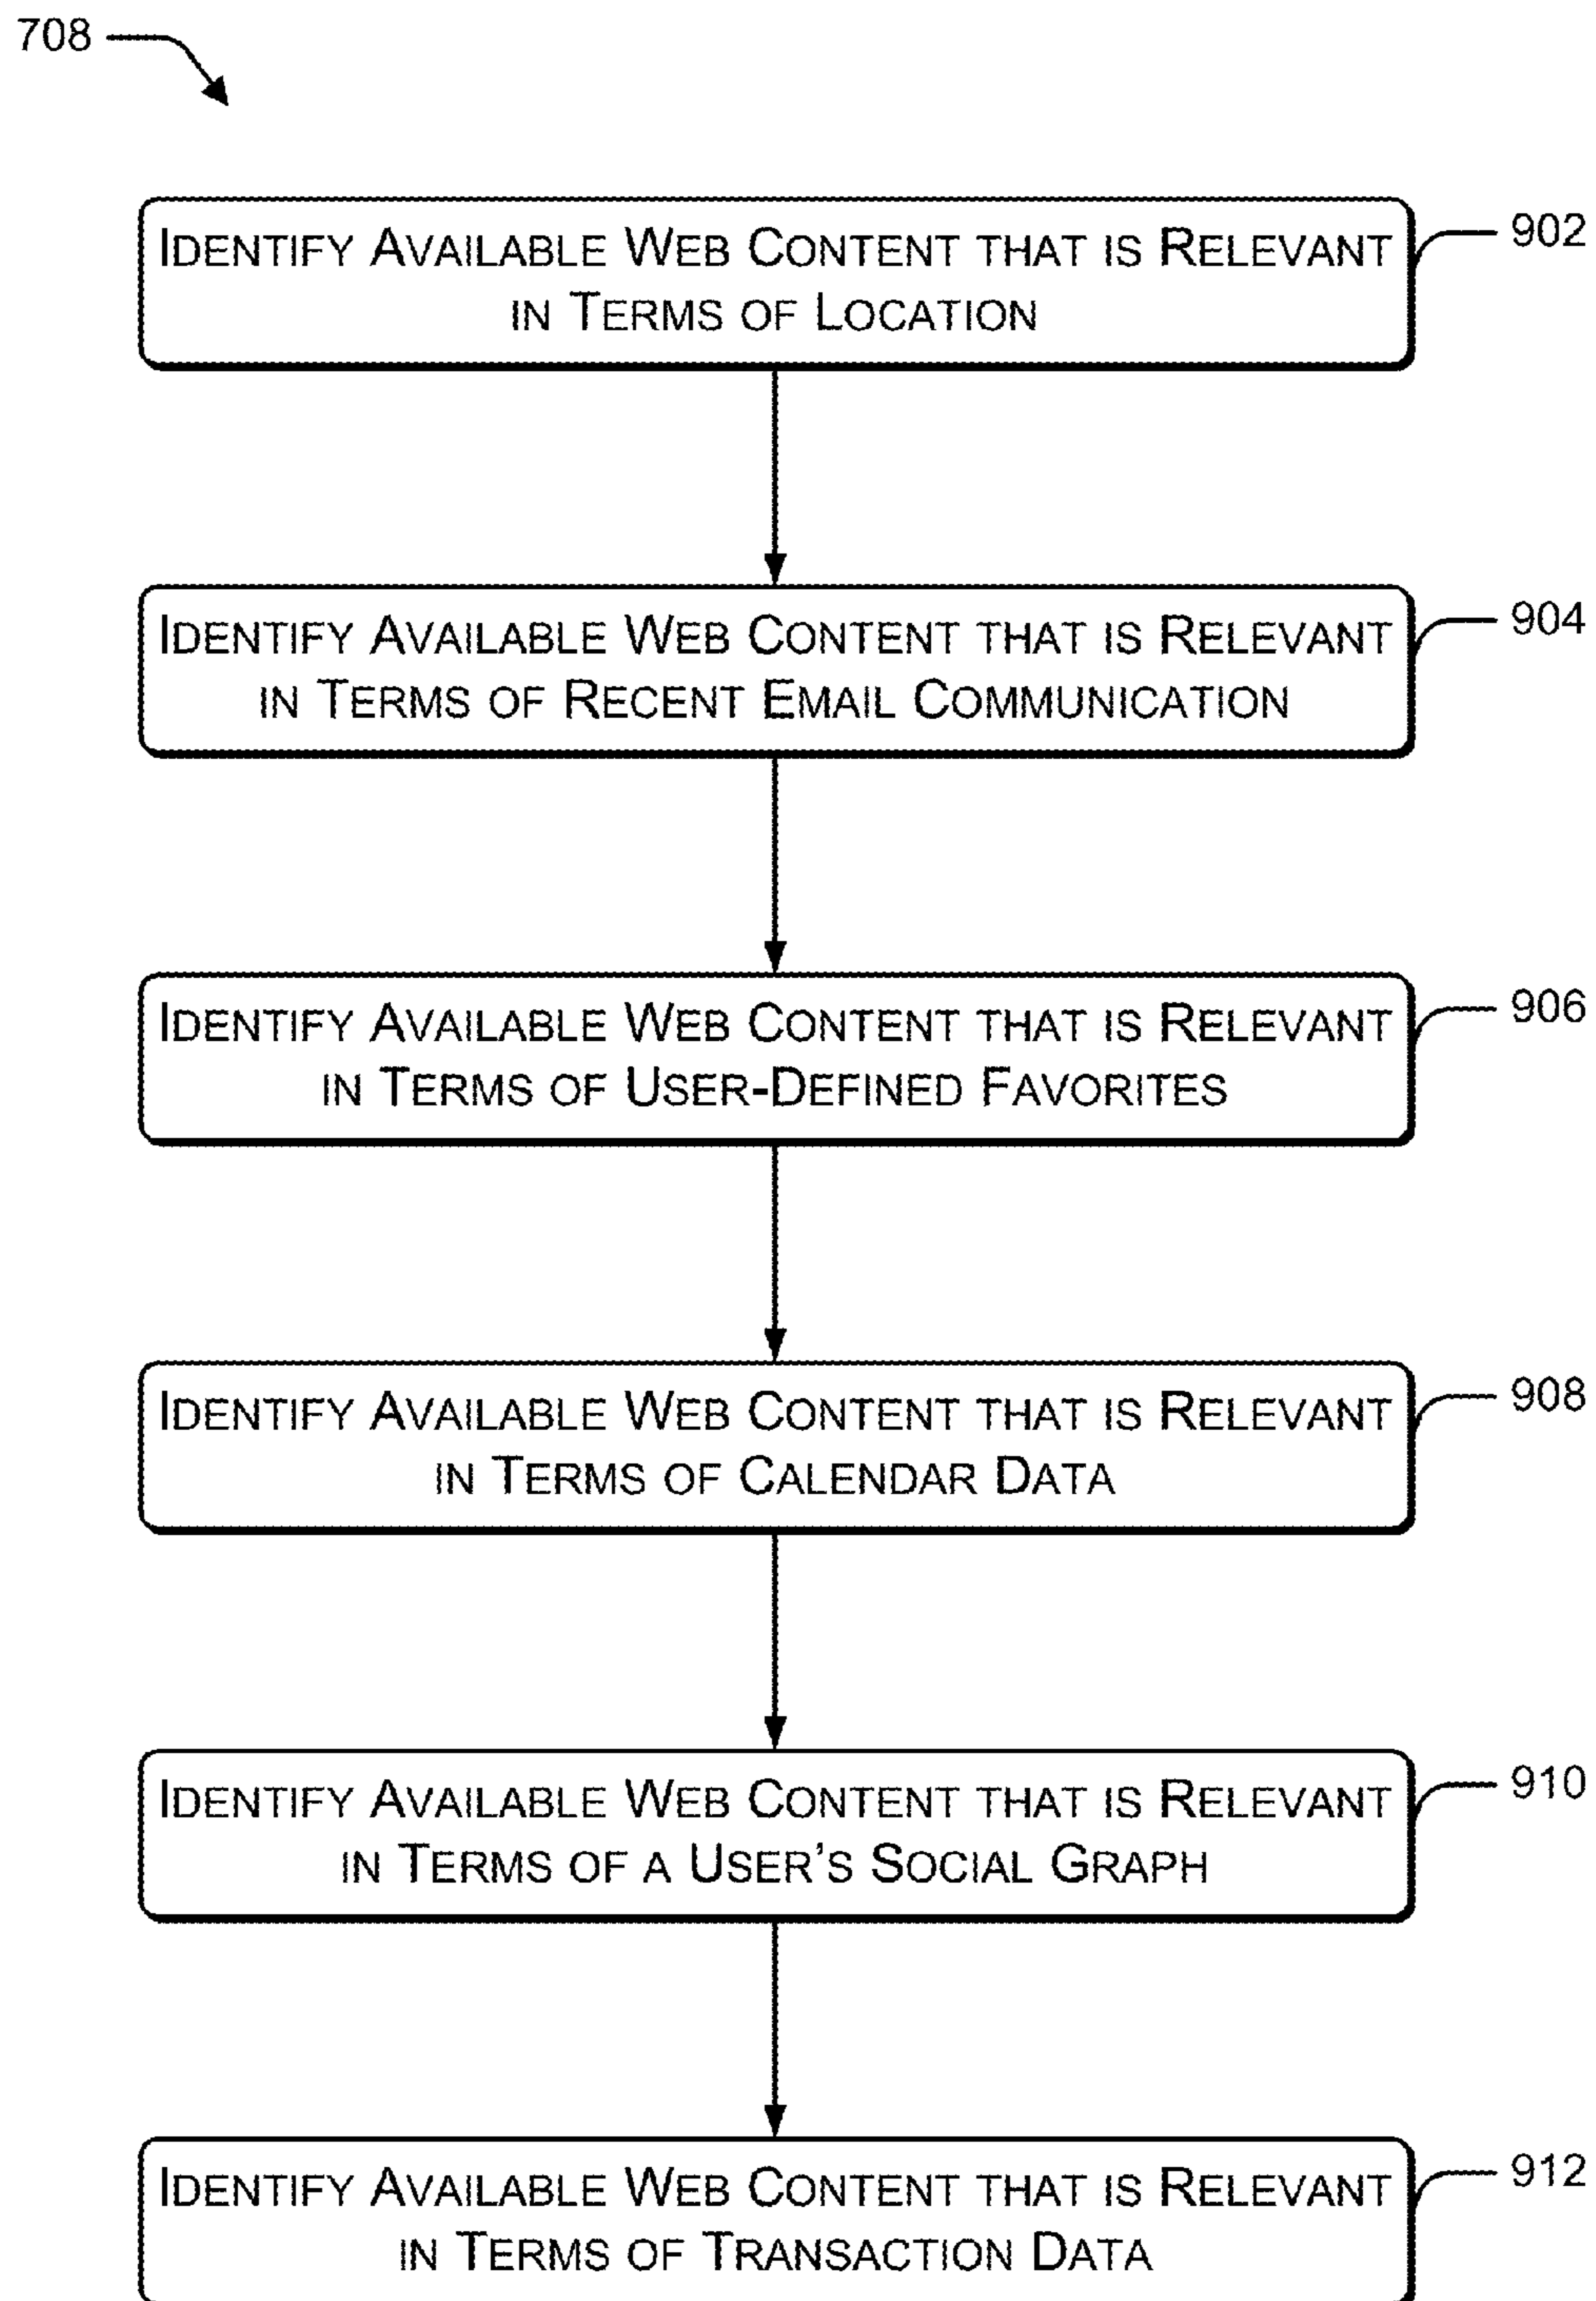 708
IDENTIFY AVAILABLE WEB CONTENT THAT IS RELEVANT
IN TERMS OF LOCATION
902
IDENTIFY AVAILABLE WEB CONTENT THAT IS RELEVANT
IN TERMS OF RECENT EMAIL COMMUNICATION
904
IDENTIFY AVAILABLE WEB CONTENT THAT IS RELEVANT
IN TERMS OF USER-DEFINED FAVORITES
906
IDENTIFY AVAILABLE WEB CONTENT THAT IS RELEVANT
IN TERMS OF CALENDAR DATA
908
IDENTIFY AVAILABLE WEB CONTENT THAT IS RELEVANT
IN TERMS OF A USER'S SOCIAL GRAPH
910
IDENTIFY AVAILABLE WEB CONTENT THAT IS RELEVANT
IN TERMS OF TRANSACTION DATA
912